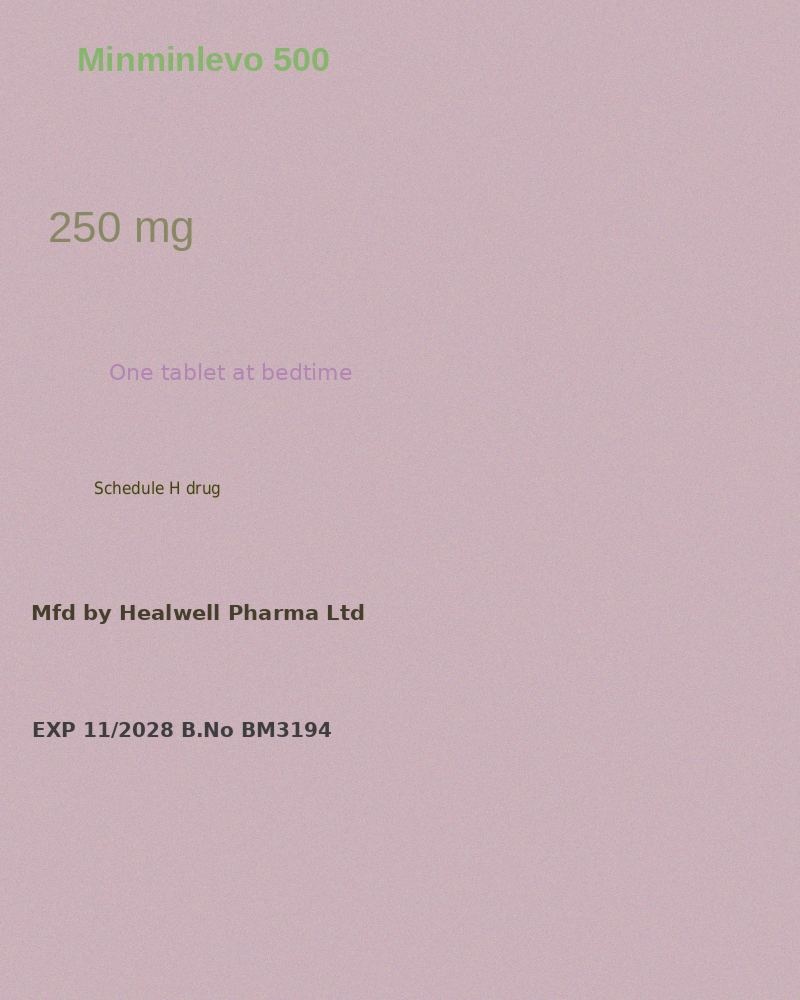 Minminlevo 500
250 mg
One tablet at bedtime
Schedule H drug
Mfd by Healwell Pharma Ltd
EXP 11/2028 B.No BM3194